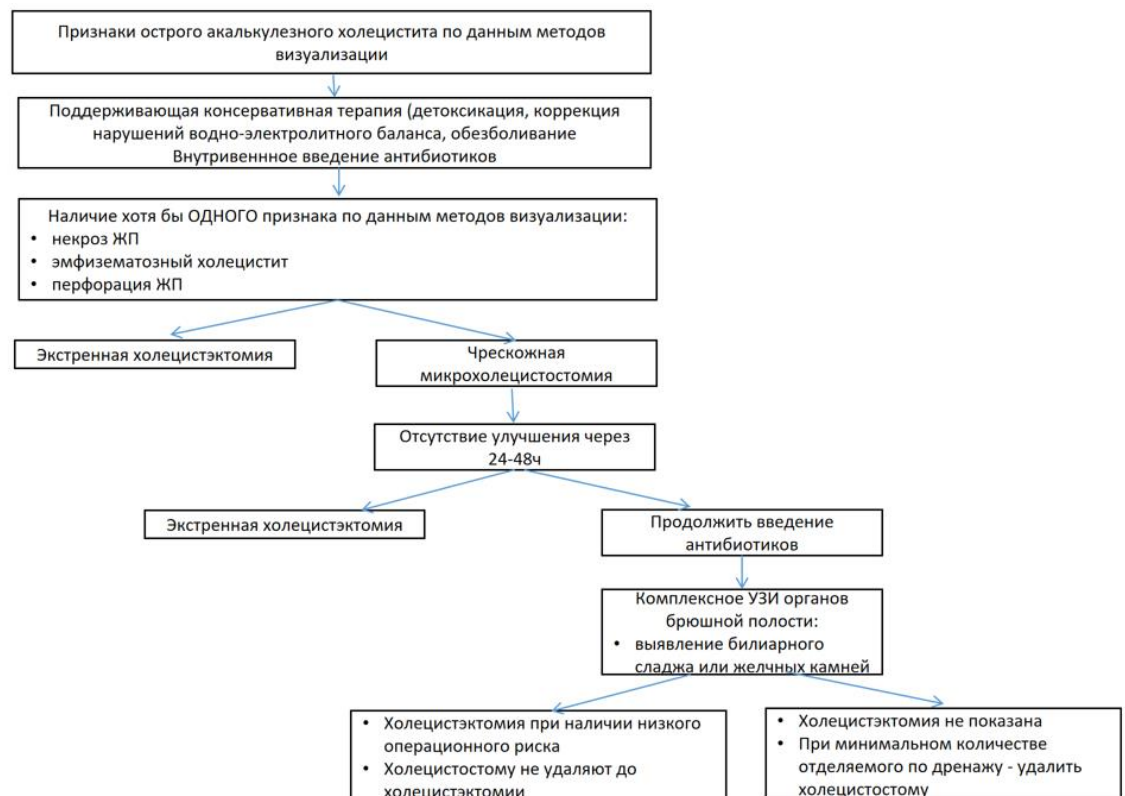 Признаки острого акалькулезного холецистита по данным методов
визуализации
Поддерживающая консервативная терапия (детоксикация, коррекция
нарушений водно-электролитного баланса, обезболивание
Внутривеннное введение антибиотиков
Наличие хотя бы ОДНОГО признака по данным методов визуализации:
• некроз ЖП
• эмфизематозный холецистит
• перфорация ЖП
Экстренная холецистэктомия
Чрескожная
микрохолецистостомия
Отсутствие улучшения через
24-48ч
Экстренная холецистэктомия
Продолжить введение
антибиотиков
Комплексное УЗИ органов
брюшной полости:
• выявление билиарного
сладжа или желчных камней
• Холецистэктомия при наличии низкого
операционного риска
• Холецистостому не удаляют до
холецистэктомии
• Холецистэктомия не показана
• При минимальном количестве
отделяемого по дренажу - удалить
холецистостому